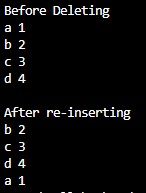 Before Deleting
a 1
b 2
c 3
d 4
After re-inserting
b 2
c 3
d 4
a 1